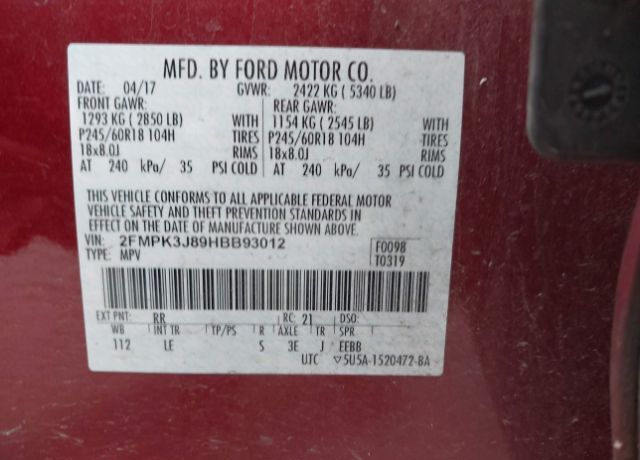 MFD. BY FORD MOTOR CO.
DATE: 04/17 GVWR: 2422 KG ( 5340 LB)
FRONT GAWR: REAR GAWR:
1293 KG ( 2850 LB) WITH 1154 KG ( 2545 LB) WITH
P245/60R18 104H TIRES P245/60R18 104H TIRES
18x8.0J RIMS 18x8.0J RIMS
AT 240 kPa/ 35 PSI COLD AT 240 kPa/ 35 PSI COLD
THIS VEHICLE CONFORMS TO ALL APPLICABLE FEDERAL MOTOR
VEHICLE SAFETY AND THEFT PREVENTION STANDARDS IN
EFFECT ON THE DATE OF MANUFACTURE SHOWN ABOVE.
VIN: 2FMPK3J89HBB93012 F0098
TYPE: MPV T0319
EXT PNT: RR RC: 21 DSO:
WB INT TR TP/PS R AXLE TR SPR
112 LE S 3E J EEBB
UTC ▽5U5A-1520472-BA